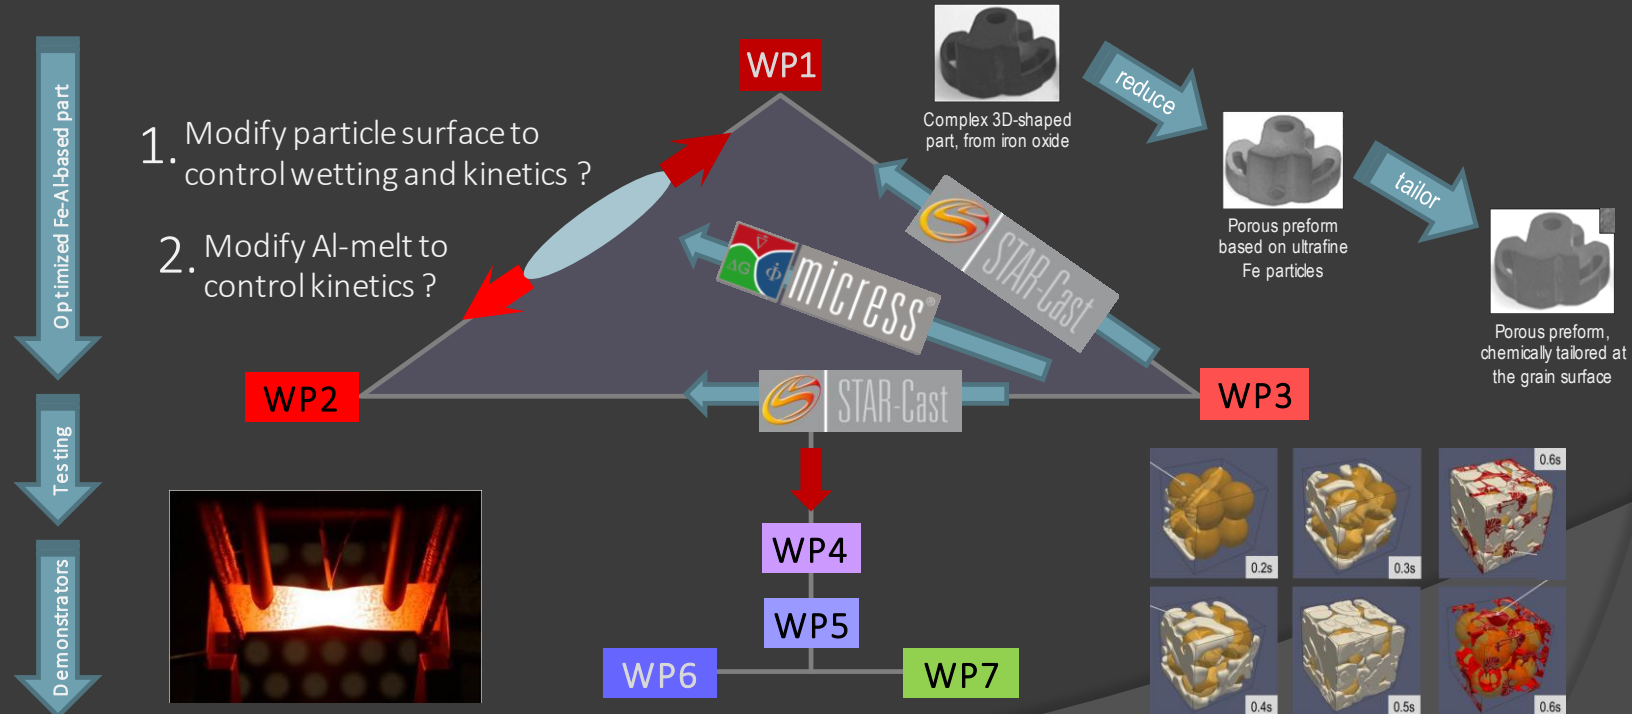 WP1
1. Modify particle surface to
control wetting and kinetics ?
2. Modify Al-melt to
control kinetics ?
Optimized Fe-Al-based part
Testing
Demonstrators
Complex 3D-shaped
part, from iron oxide
reduce
Porous preform
based on ultrafine
Fe particles
tailor
Porous preform,
chemically tailored at
the grain surface
STAR-Cast
ΔG
Φ̇
micress®
WP2
STAR-Cast
WP3
WP4
WP5
WP6
WP7
0.2s
0.3s
0.6s
0.4s
0.5s
0.6s